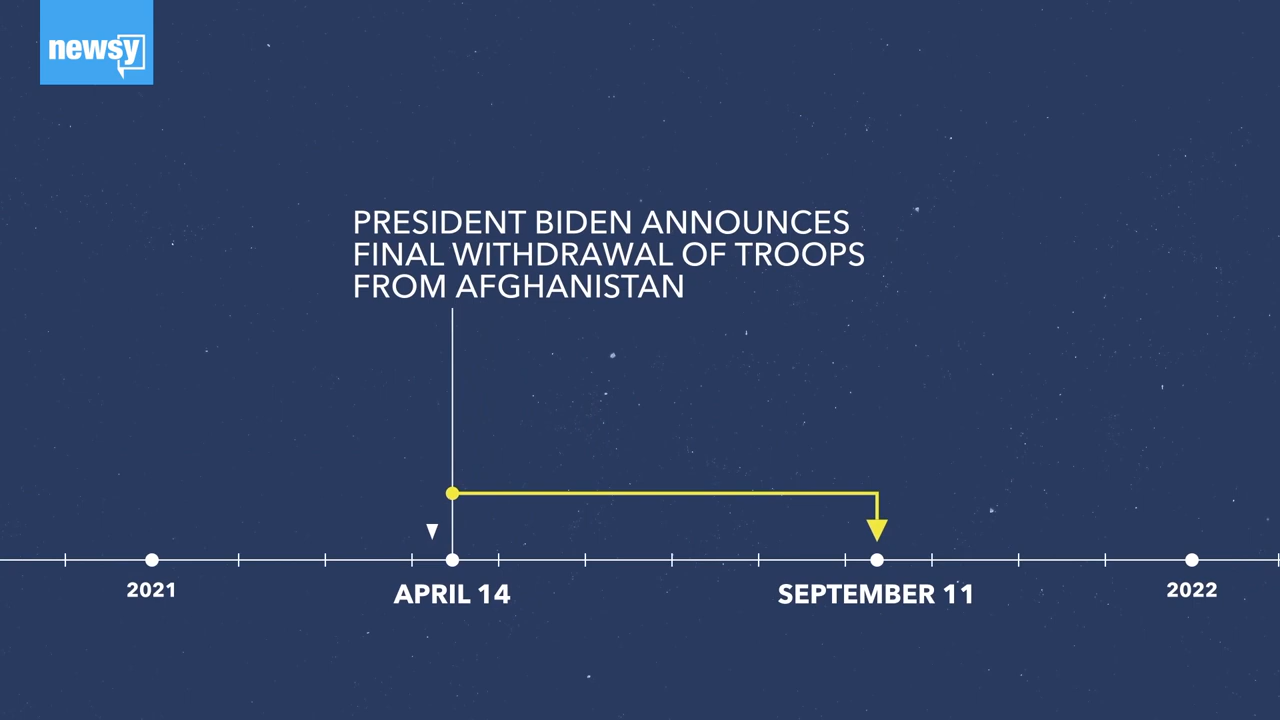 newsy
PRESIDENT BIDEN ANNOUNCES
FINAL WITHDRAWAL OF TROOPS
FROM AFGHANISTAN
2021
APRIL 14
SEPTEMBER 11
2022